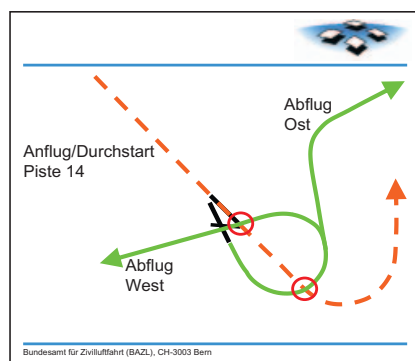 Abflug
Ost
Anflug/Durchstart
Piste 14
Abflug
West
Bundesamt für Zivilluftfahrt (BAZL), CH-3003 Bern